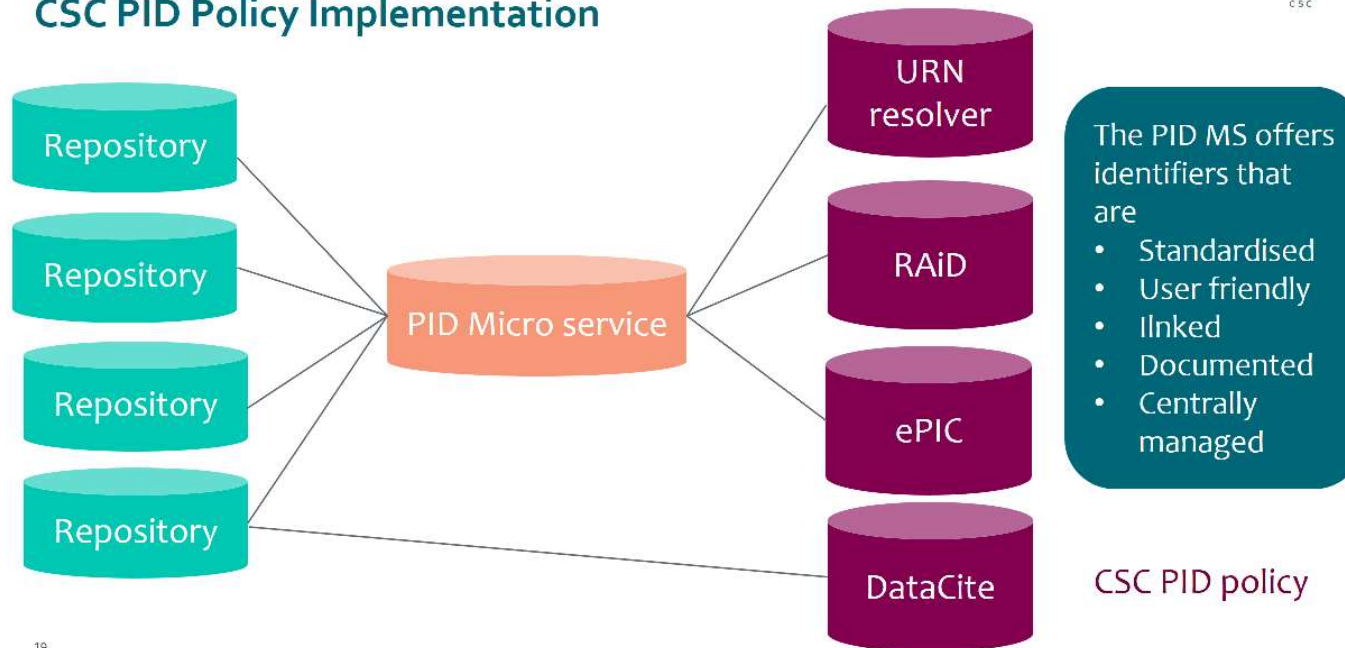 CSC PID Policy Implementation
csc
Repository
Repository
Repository
Repository
PID Micro service
URN
resolver
RAiD
ePIC
DataCite
The PID MS offers
identifiers that
are
• Standardised
• User friendly
• Ilnked
• Documented
• Centrally
managed
CSC PID policy
19